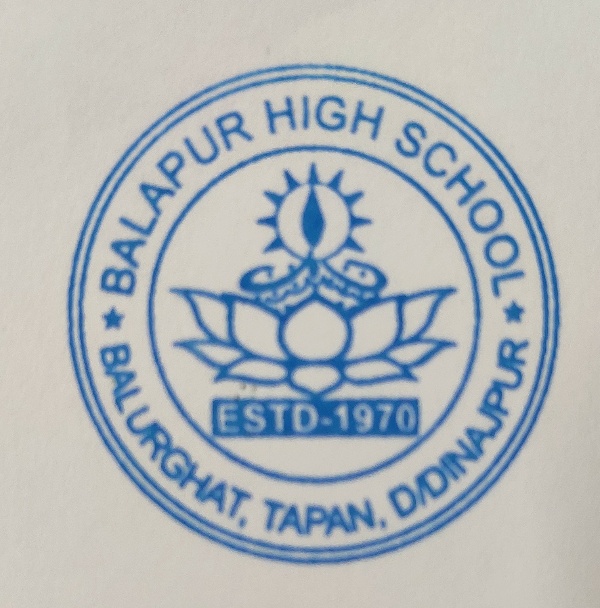 BALAPUR HIGH SCHOOL
ESTD-1970
BALURGHAT, TAPAN, D/DINAJPUR